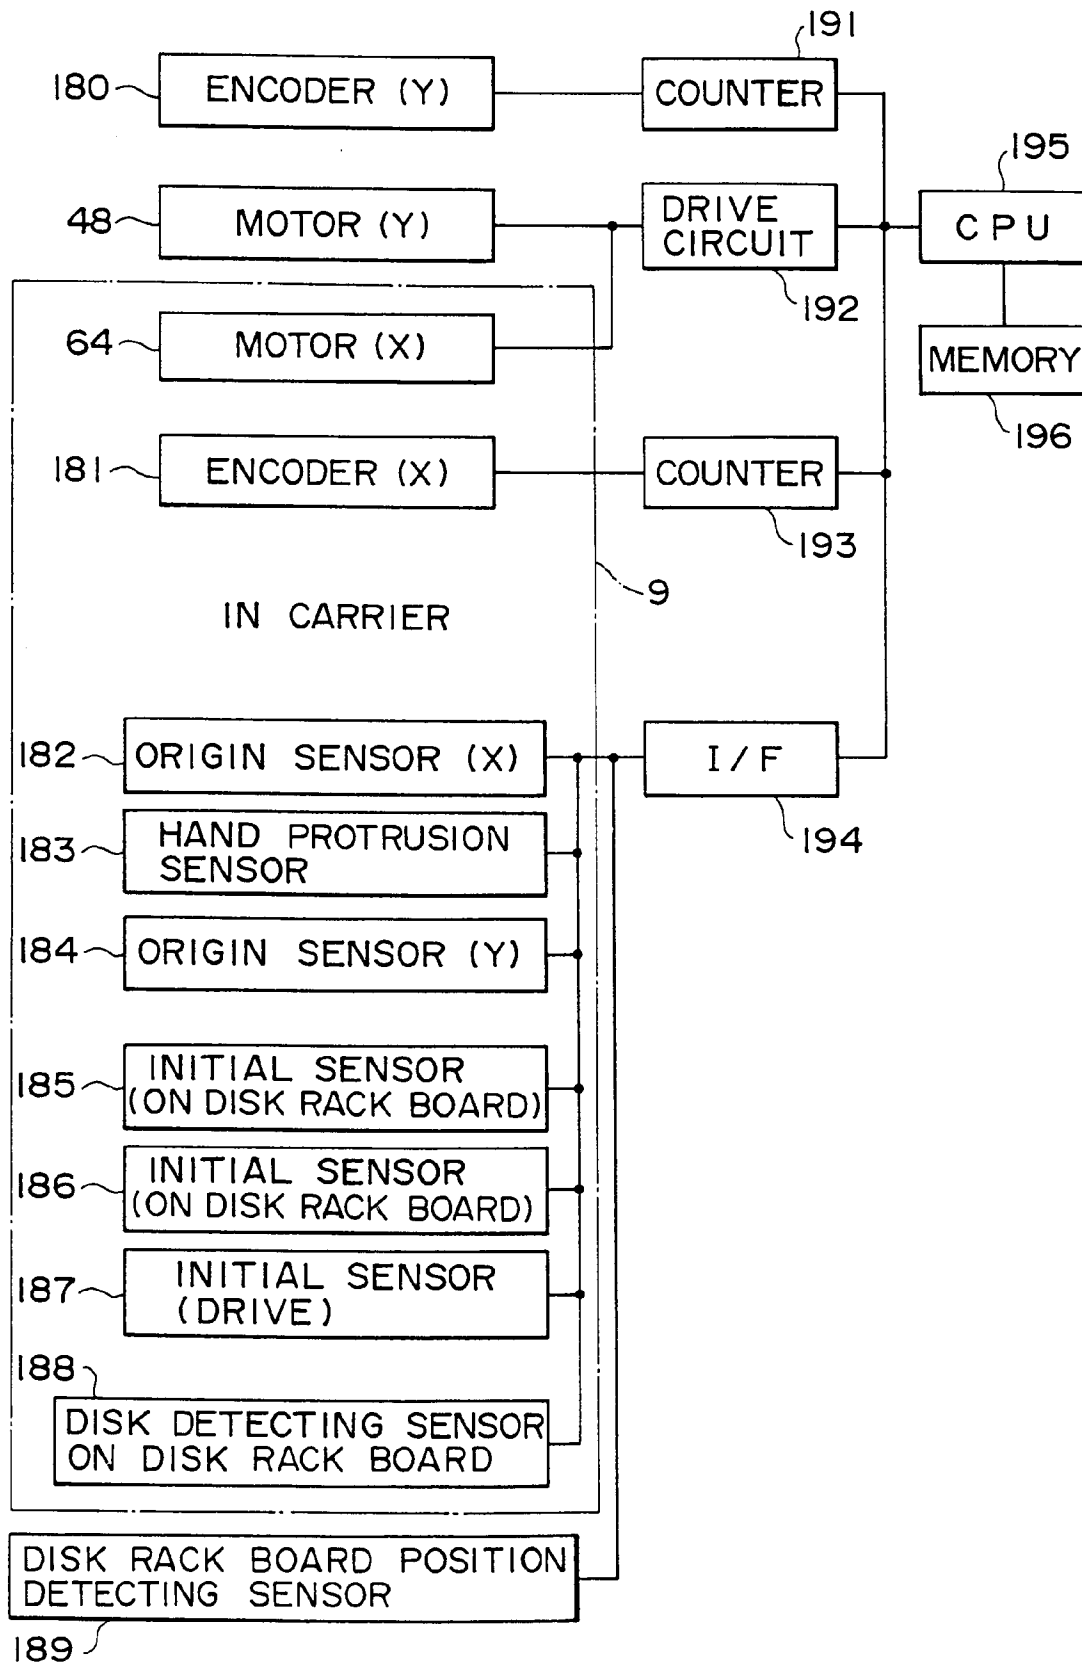 191
180
ENCODER (Y)
COUNTER
195
48
MOTOR (Y)
DRIVE
CIRCUIT
CPU
192
64
MOTOR (X)
MEMORY
196
181
ENCODER (X)
COUNTER
193
9
IN CARRIER
182
ORIGIN SENSOR (X)
I/F
194
183
HAND PROTRUSION
SENSOR
184
ORIGIN SENSOR (Y)
185
INITIAL SENSOR
(ON DISK RACK BOARD)
186
INITIAL SENSOR
(ON DISK RACK BOARD)
187
INITIAL SENSOR
(DRIVE)
188
DISK DETECTING SENSOR
ON DISK RACK BOARD
DISK RACK BOARD POSITION
DETECTING SENSOR
189